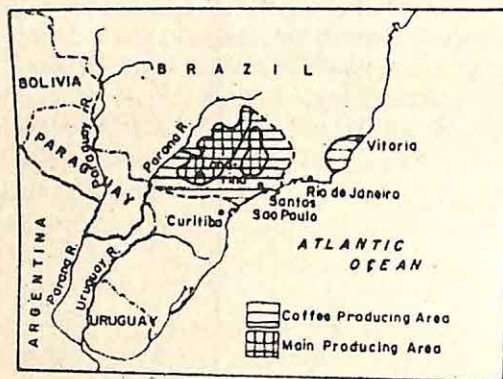 BRAZIL
BOLIVIA
Paraguay R.
PARAGUAY
Parana R.
Vitoria
Rio de Janeiro
Santos
Sao Paulo
Curitiba
ATLANTIC
OCEAN
ARGENTINA
Parana R.
Uruguay R.
URUGUAY
Coffee Producing Area
Main Producing Area